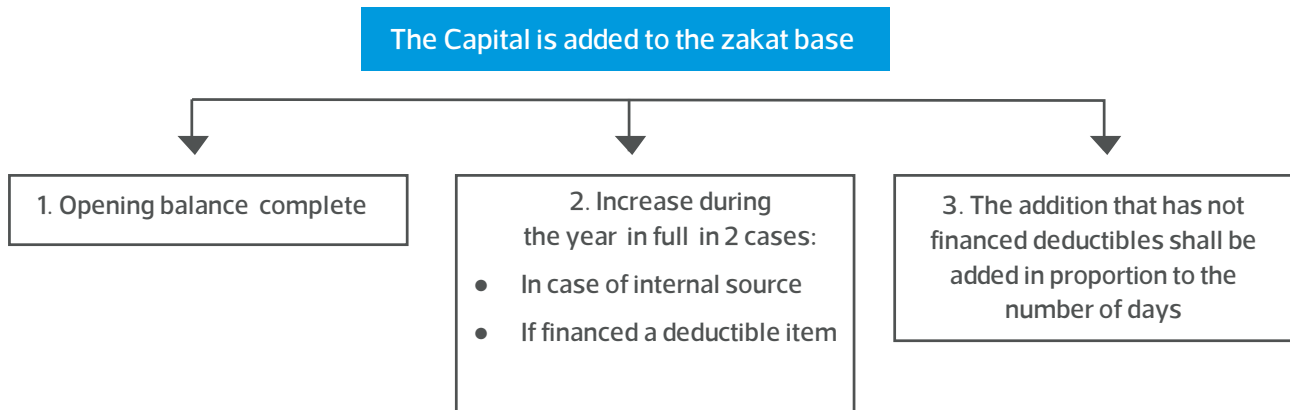 The Capital is added to the zakat base
1. Opening balance complete
2. Increase during
the year in full in 2 cases:
● In case of internal source
● If financed a deductible item
3. The addition that has not
financed deductibles shall be
added in proportion to the
number of days